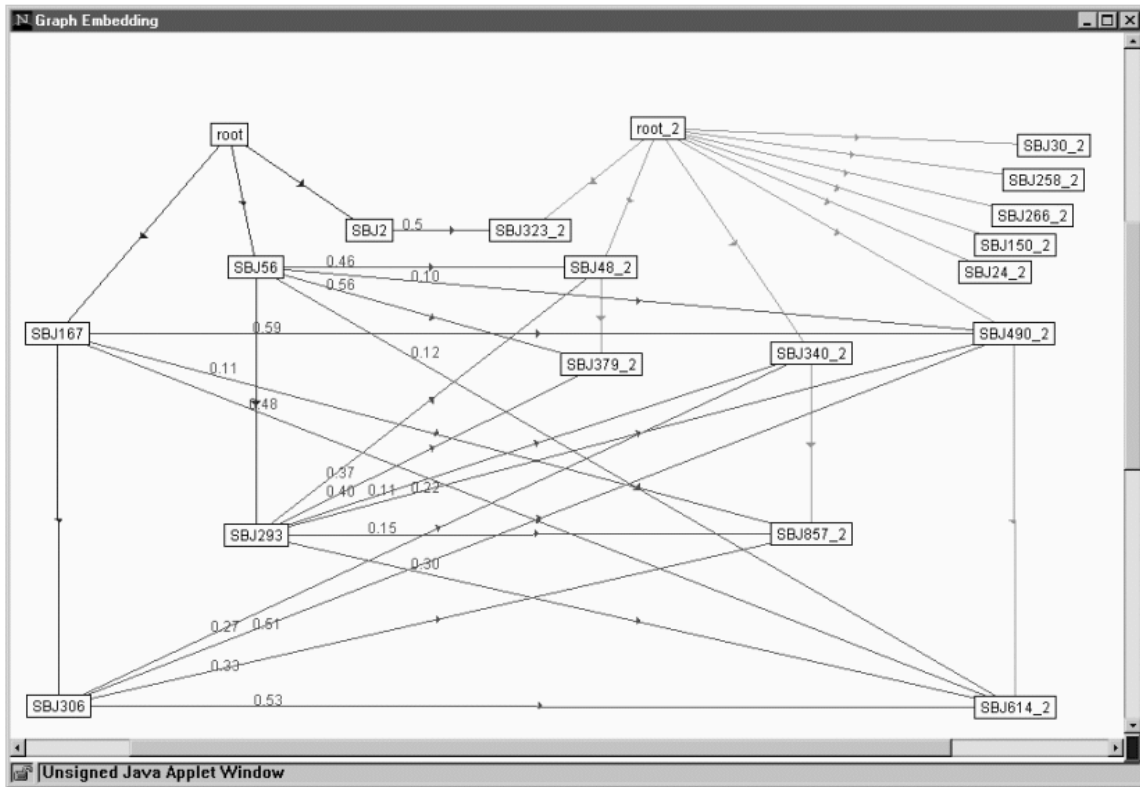 Graph Embedding
root
root_2
SBJ30_2
SBJ258_2
SBJ266_2
SBJ2
0.5
SBJ323_2
SBJ150_2
SBJ56
0.46
SBJ48_2
SBJ24_2
0.56
0.10
SBJ167
0.59
SBJ490_2
0.12
SBJ340_2
0.11
SBJ379_2
0.48
0.37
0.40
0.11
0.22
SBJ293
0.15
SBJ857_2
0.30
0.27
0.51
0.33
SBJ306
0.53
SBJ614_2
Unsigned Java Applet Window